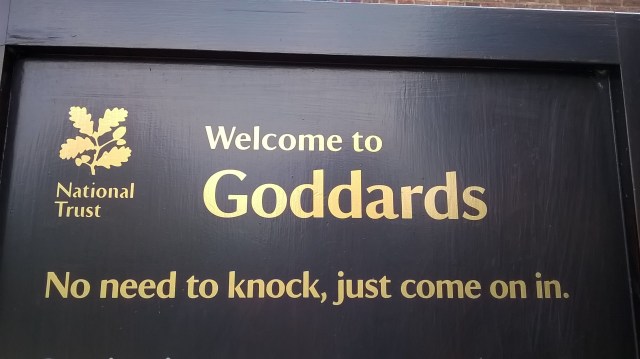 Welcome to
Goddards
National
Trust
No need to knock, just come on in.